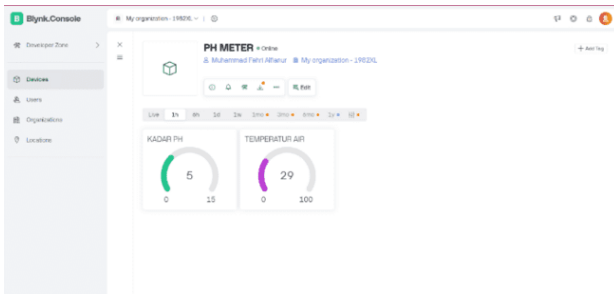 B Blynk.Console
My organization - 1982XL
Developer Zone
Devices
Users
Organizations
Locations
PH METER • Online
Muhammad Fahri Alfianur My organization - 1982XL
+ Add Tag
Edit
Live 1h 6h 1d 1w 1mo 3mo 6mo 1y
KADAR PH
5
0 15
TEMPERATUR AIR
29
0 100